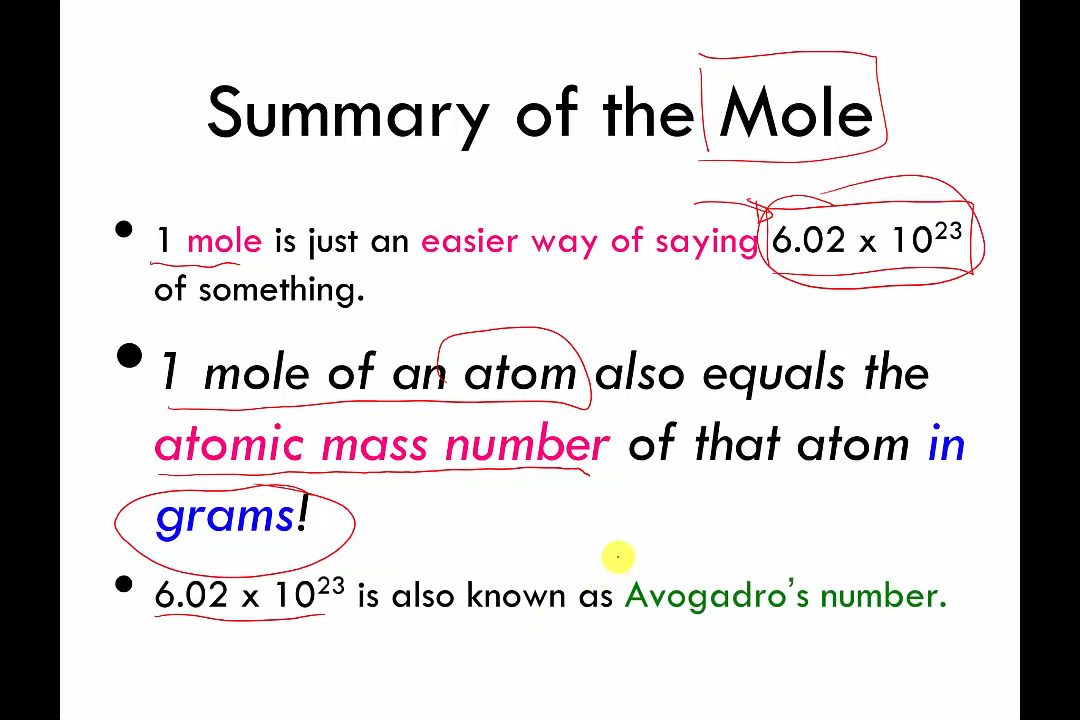 Summary of the Mole
• 1 mole is just an easier way of saying 6.02 x 10²³
of something.
• 1 mole of an atom also equals the
atomic mass number of that atom in
grams!
• 6.02 x 10²³ is also known as Avogadro’s number.